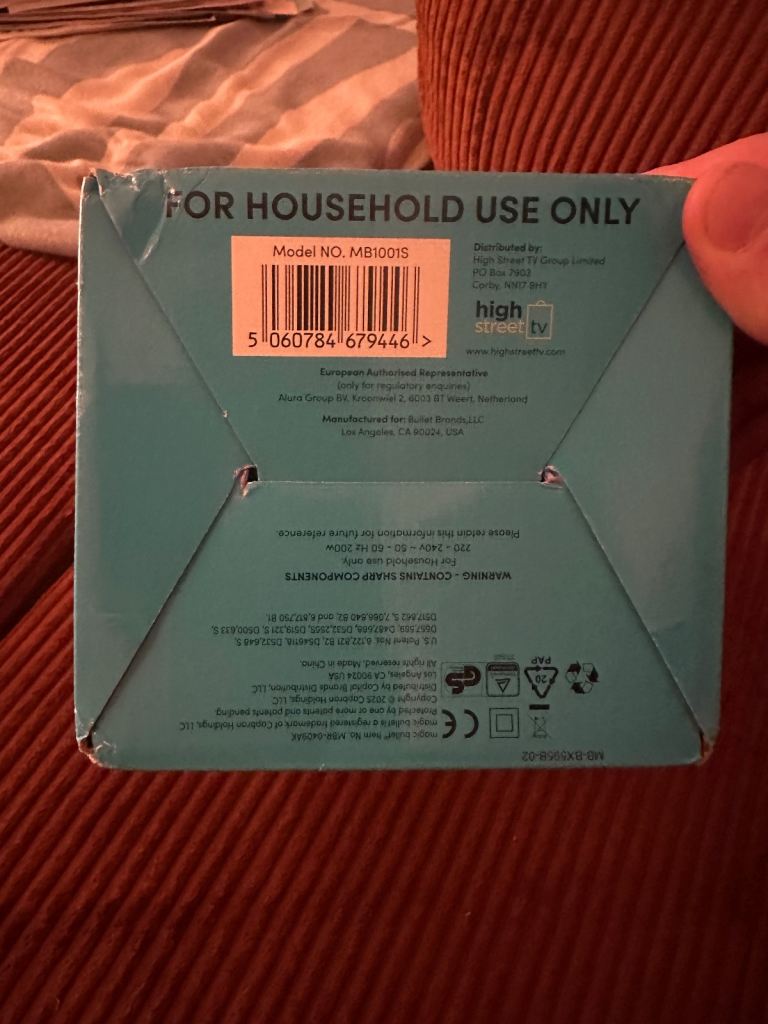 FOR HOUSEHOLD USE ONLY
Model NO. MB1001S
5 060784 679446 >
Distributed by:
High Street TV Group Limited
PO Box 7903
Corby, NN17 9HY
high
street tv
www.highstreettv.com
European Authorised Representative
(only for regulatory enquiries)
Alura Group BV, Kroonwiel 2, 6003 BT Weert, Netherland
Manufactured for: Bullet Brands,LLC
Los Angeles, CA 90024, USA
MB-BX595B-02
magic bullet® Item No. MBR-0409AK
magic bullet is a registered trademark of Capbran Holdings, LLC
Protected by one or more patents and patents pending.
Copyright © 2025 Capbran Holdings, LLC
Distributed by Capital Brands Distribution, LLC
Los Angeles, CA 90024 USA
All rights reserved. Made in China.
CE
20
PAP
U.S. Patent Nos. 6,122,821 B2, D546118, D532,648 S,
D557,559, D487,668, D532,255S, D519,321 S, D500,633 S,
D517,862 S, 7,066,640 B2, and 6,817,750 B1.
WARNING - CONTAINS SHARP COMPONENTS
For Household use only.
220 - 240v ~ 50 - 60 Hz 200w
Please retain this information for future reference.